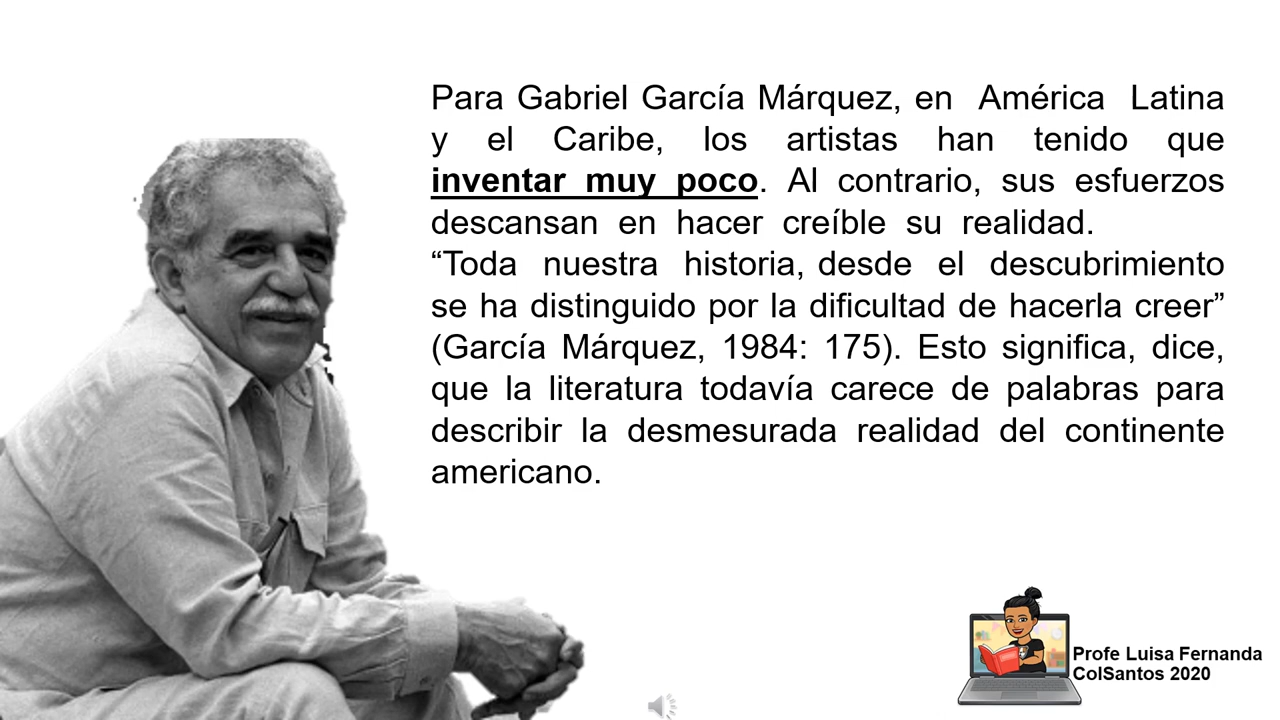 Para Gabriel García Márquez, en América Latina
y el Caribe, los artistas han tenido que
inventar muy poco. Al contrario, sus esfuerzos
descansan en hacer creíble su realidad.
“Toda nuestra historia, desde el descubrimiento
se ha distinguido por la dificultad de hacerla creer”
(García Márquez, 1984: 175). Esto significa, dice,
que la literatura todavía carece de palabras para
describir la desmesurada realidad del continente
americano.
Profe Luisa Fernanda
ColSantos 2020